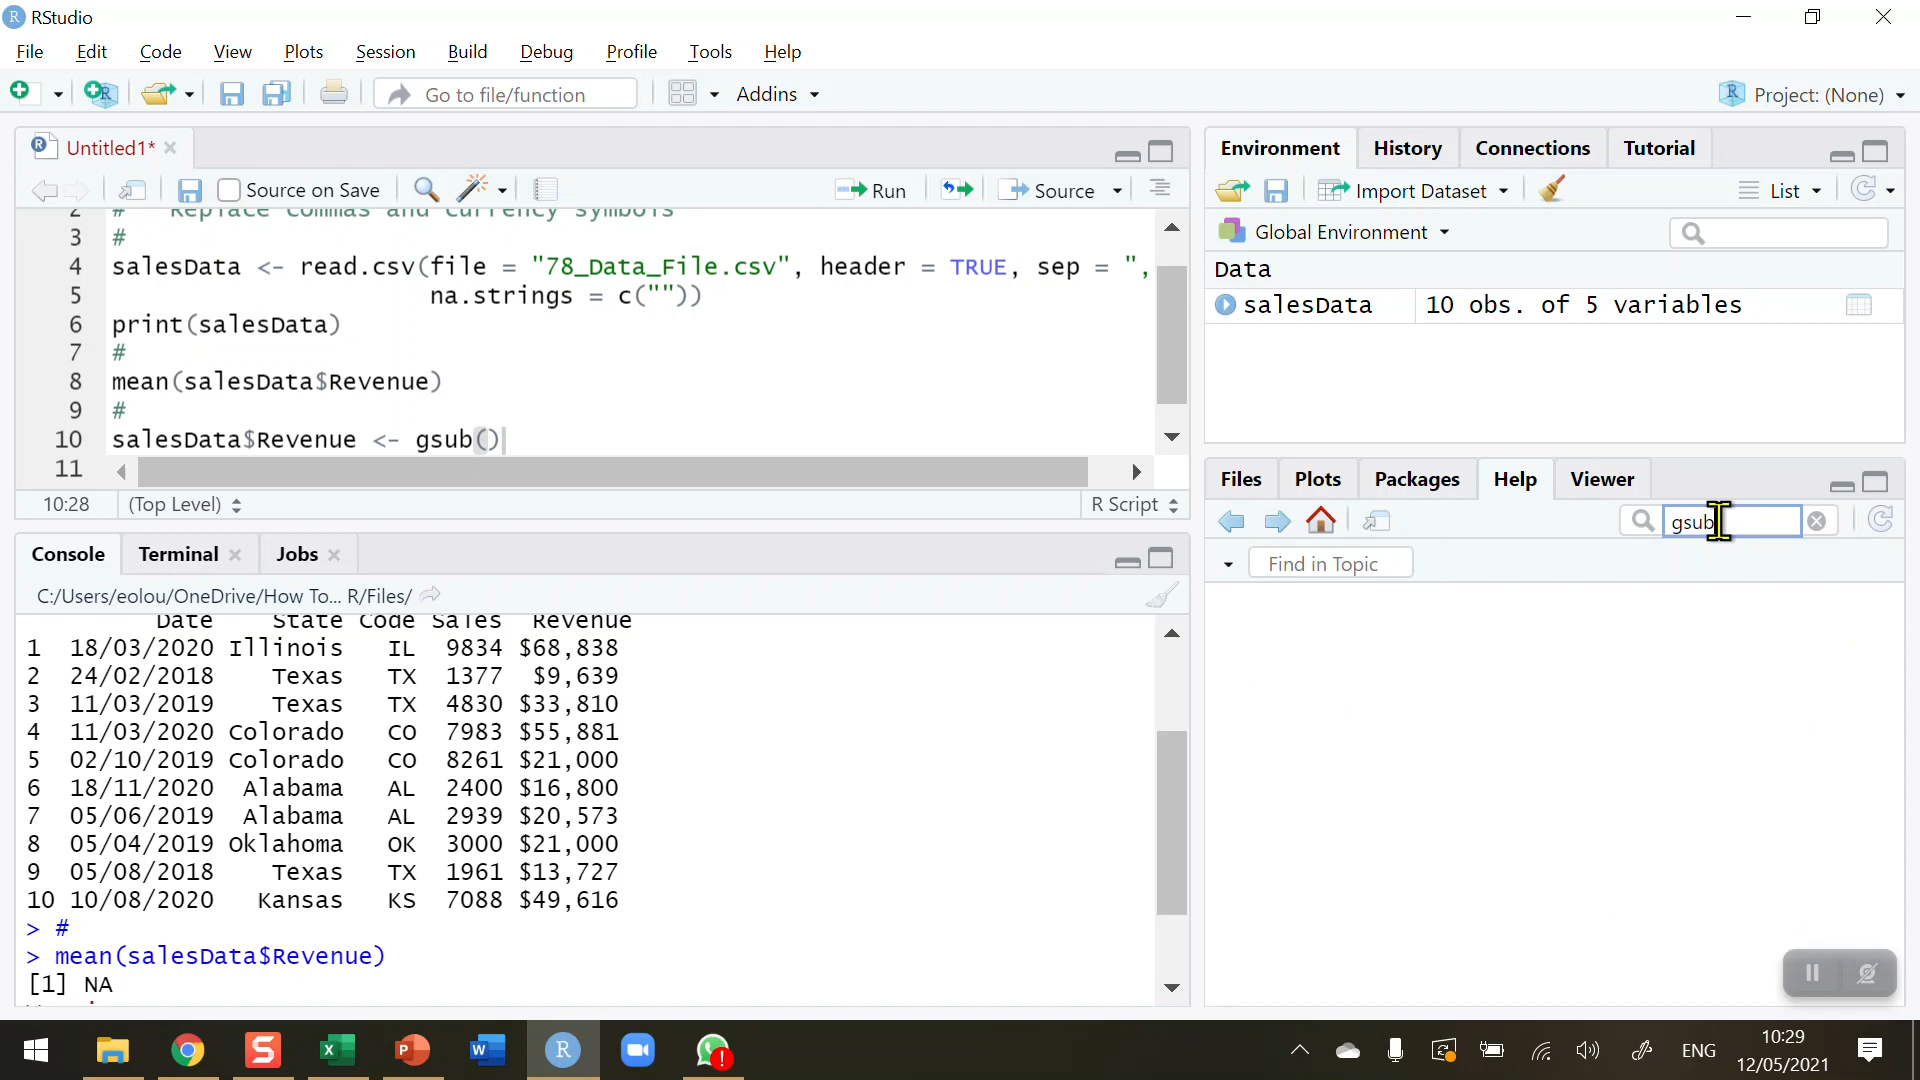 RStudio
File Edit Code View Plots Session Build Debug Profile Tools Help
Go to file/function Addins Project: (None)
Untitled1*
Source on Save Run Source
2 # Replace commas and currency symbols
3 #
4 salesData <- read.csv(file = "78_Data_File.csv", header = TRUE, sep = ",
5 na.strings = c(""))
6 print(salesData)
7 #
8 mean(salesData$Revenue)
9 #
10 salesData$Revenue <- gsub()
11
10:28 (Top Level) R Script
Console Terminal Jobs
C:/Users/eolou/OneDrive/How To... R/Files/
Date State Code Sales Revenue
1 18/03/2020 Illinois IL 9834 $68,838
2 24/02/2018 Texas TX 1377 $9,639
3 11/03/2019 Texas TX 4830 $33,810
4 11/03/2020 Colorado CO 7983 $55,881
5 02/10/2019 Colorado CO 8261 $21,000
6 18/11/2020 Alabama AL 2400 $16,800
7 05/06/2019 Alabama AL 2939 $20,573
8 05/04/2019 Oklahoma OK 3000 $21,000
9 05/08/2018 Texas TX 1961 $13,727
10 10/08/2020 Kansas KS 7088 $49,616
> #
> mean(salesData$Revenue)
[1] NA
Environment History Connections Tutorial
Import Dataset List
Global Environment
Data
salesData 10 obs. of 5 variables
Files Plots Packages Help Viewer
gsub
Find in Topic
ENG
10:29
12/05/2021